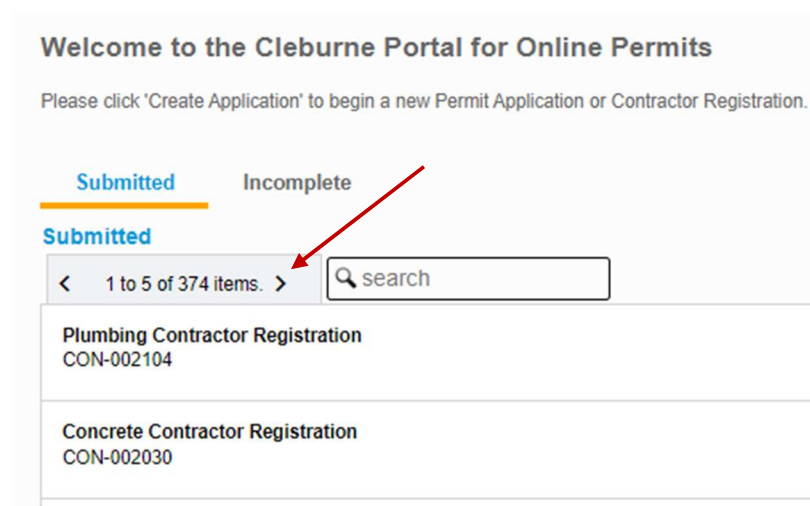 Welcome to the Cleburne Portal for Online Permits
Please click 'Create Application' to begin a new Permit Application or Contractor Registration.
Submitted Incomplete
Submitted
< 1 to 5 of 374 items. > search
Plumbing Contractor Registration
CON-002104
Concrete Contractor Registration
CON-002030